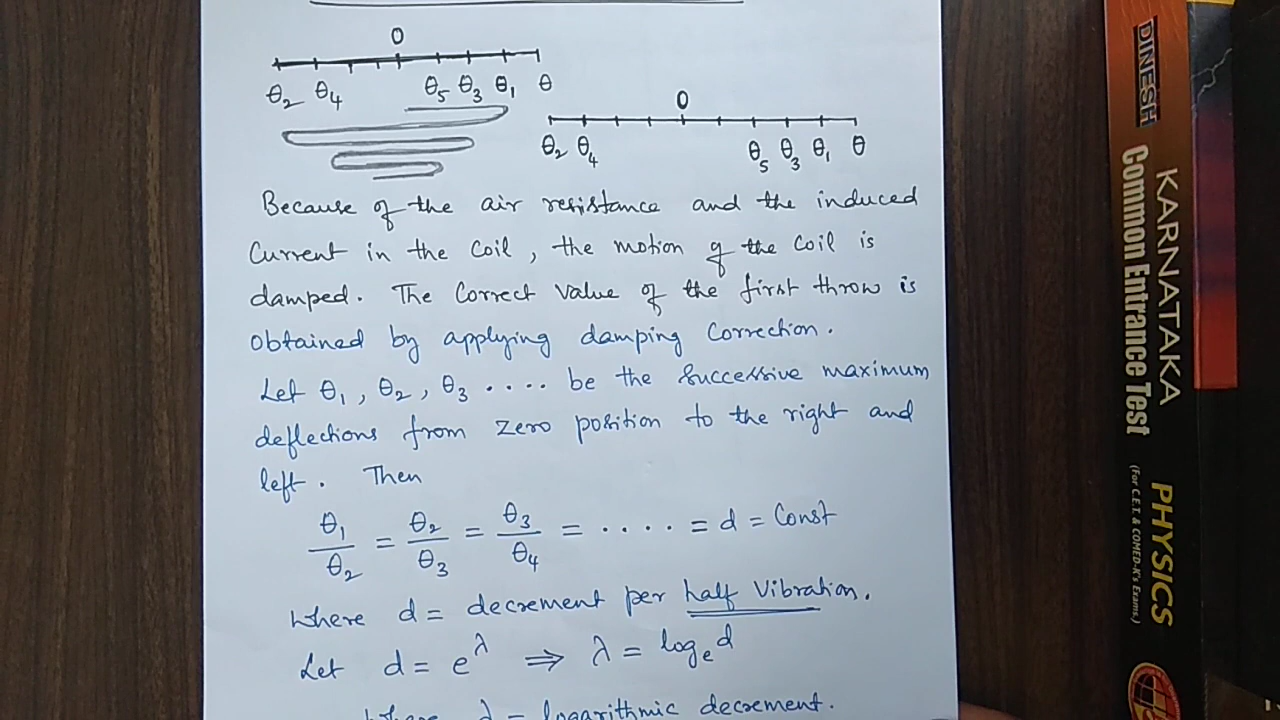 0
θ₂ θ₄ θ₅ θ₃ θ₁ θ
0
θ₂ θ₄ θ₅ θ₃ θ₁ θ
Because of the air resistance and the induced
Current in the coil, the motion of the coil is
damped. The Correct Value of the first throw is
obtained by applying damping Correction.
Let θ₁, θ₂, θ₃ .... be the successive maximum
deflections from zero position to the right and
left. Then
θ₁/θ₂ = θ₂/θ₃ = θ₃/θ₄ = ..... = d = Const
where d = decrement per half Vibration.
Let d = e^λ ⇒ λ = logₑd
where λ = logarithmic decrement.
DINESH
KARNATAKA
Common Entrance Test
(For C.E.T. & COMED-K's Exams.)
PHYSICS